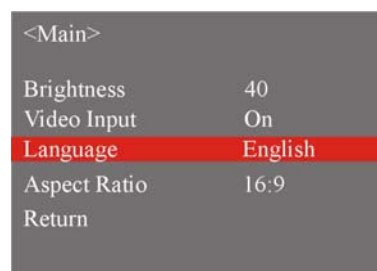 <Main>
Brightness 40
Video Input On
Language English
Aspect Ratio 16:9
Return